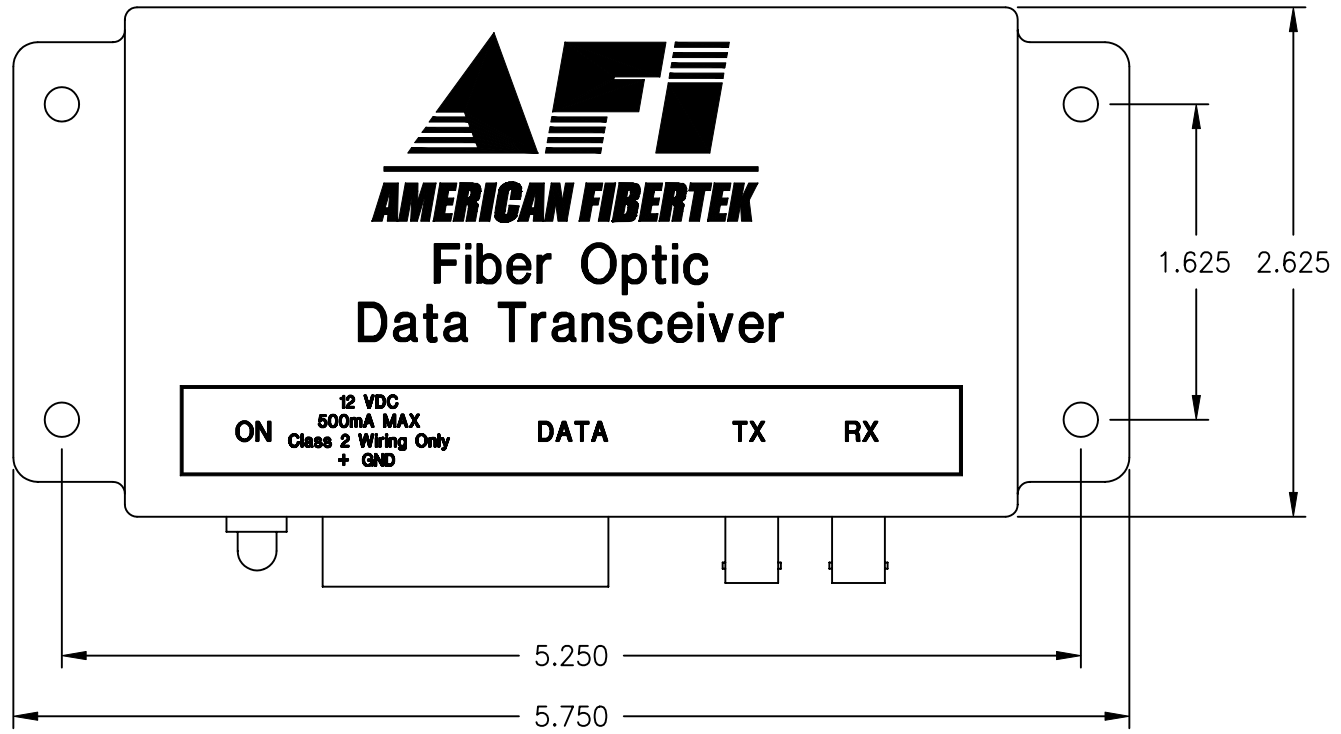 AFI
AMERICAN FIBERTEK
Fiber Optic
Data Transceiver
ON
12 VDC
500mA MAX
Class 2 Wiring Only
+ GND
DATA
TX
RX
1.625
2.625
5.250
5.750